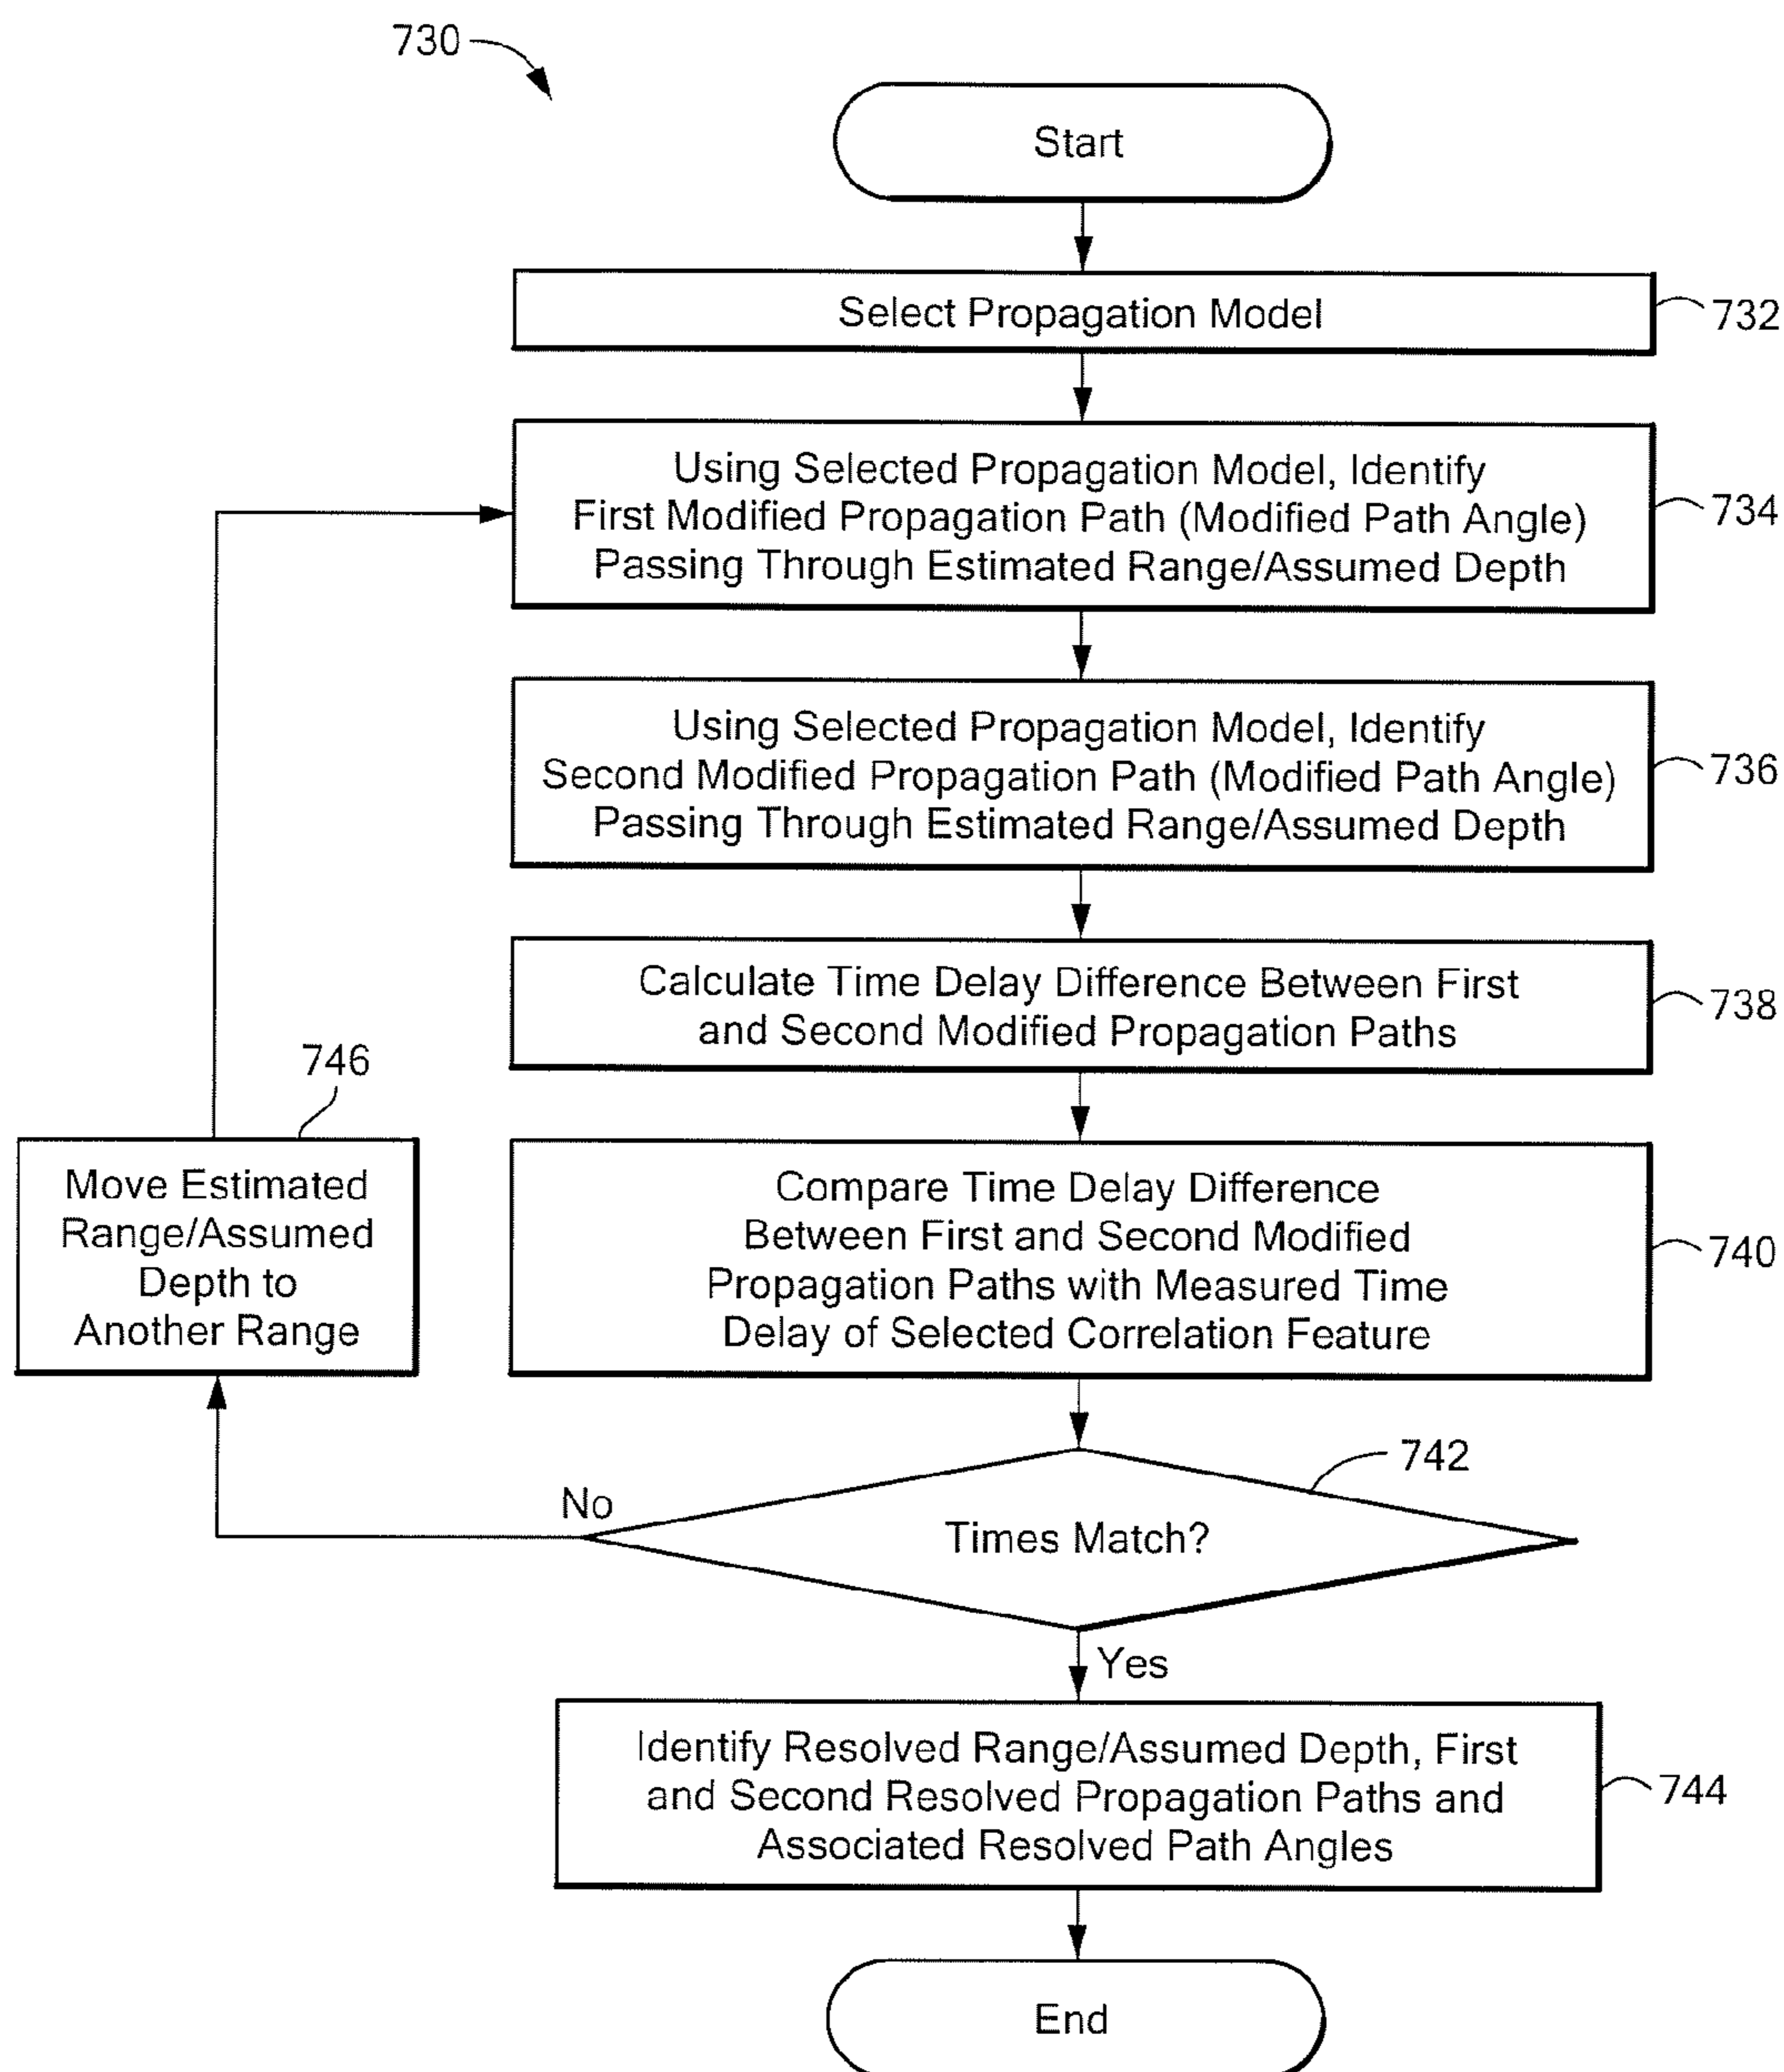 730
Start
Select Propagation Model
732
Using Selected Propagation Model, Identify
First Modified Propagation Path (Modified Path Angle)
Passing Through Estimated Range/Assumed Depth
734
Using Selected Propagation Model, Identify
Second Modified Propagation Path (Modified Path Angle)
Passing Through Estimated Range/Assumed Depth
736
Calculate Time Delay Difference Between First
and Second Modified Propagation Paths
738
746
Move Estimated
Range/Assumed
Depth to
Another Range
Compare Time Delay Difference
Between First and Second Modified
Propagation Paths with Measured Time
Delay of Selected Correlation Feature
740
742
No
Times Match?
Yes
Identify Resolved Range/Assumed Depth, First
and Second Resolved Propagation Paths and
Associated Resolved Path Angles
744
End